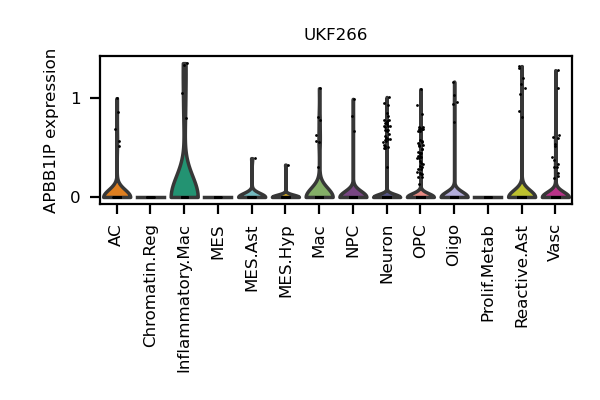 UKF266
APBB1IP expression
1
0
AC
Chromatin.Reg
Inflammatory.Mac
MES
MES.Ast
MES.Hyp
Mac
NPC
Neuron
OPC
Oligo
Prolif.Metab
Reactive.Ast
Vasc